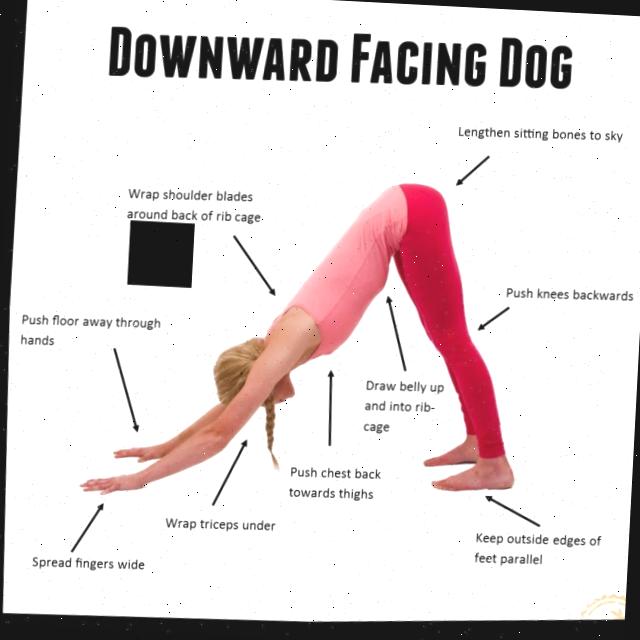 DOWNWARD FACING DOG
Lengthen sitting bones to sky
Wrap shoulder blades
around back of rib cage
Push knees backwards
Push floor away through
hands
Draw belly up
and into rib-
cage
Push chest back
towards thighs
Wrap triceps under
Keep outside edges of
feet parallel
Spread fingers wide